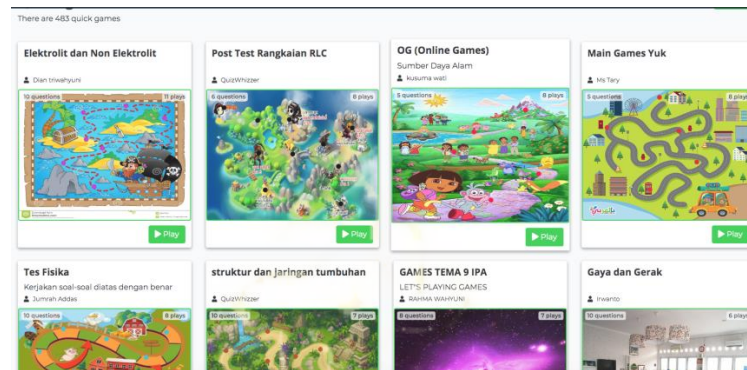 There are 483 quick games
Elektrolit dan Non Elektrolit
Dian triwahyuni
10 questions
11 plays
Play
Post Test Rangkaian RLC
QuizWhizzer
6 questions
8 plays
Play
OG (Online Games)
Sumber Daya Alam
kusuma wati
5 questions
8 plays
Play
Main Games Yuk
Ms Tary
5 questions
8 plays
Play
Tes Fisika
Kerjakan soal-soal diatas dengan benar
Jumrah Addas
10 questions
8 plays
struktur dan jaringan tumbuhan
QuizWhizzer
10 questions
7 plays
GAMES TEMA 9 IPA
LET'S PLAYING GAMES
RAHMA WAHYUNI
8 questions
7 plays
Gaya dan Gerak
Irwanto
10 questions
6 plays